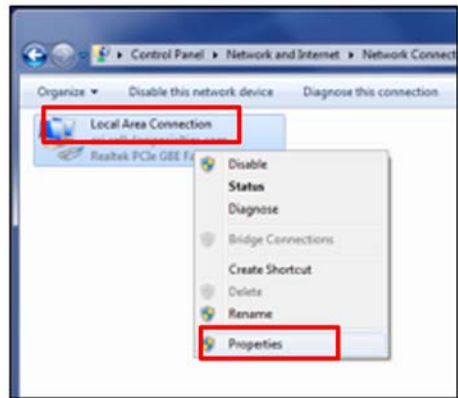 Control Panel ▸ Network and Internet ▸ Network Connect
Organize ▾ Disable this network device Diagnose this connection
Local Area Connection
Realtek PCIe GBE Fa
Disable
Status
Diagnose
Bridge Connections
Create Shortcut
Delete
Rename
Properties